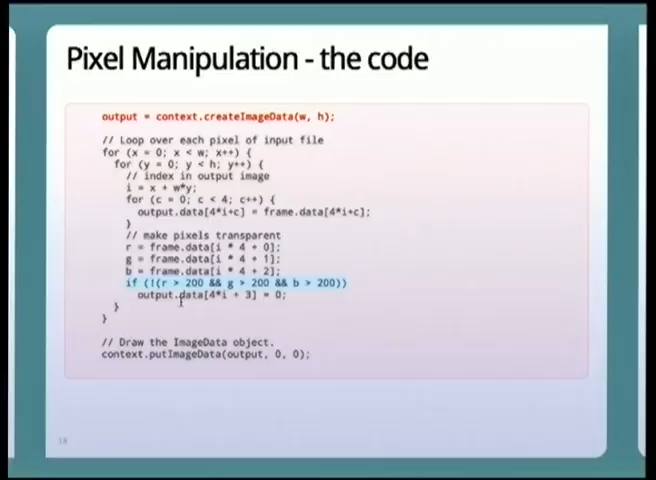 Pixel Manipulation - the code
output = context.createImageData(w, h);
// Loop over each pixel of input file
for (x = 0; x < w; x++) {
for (y = 0; y < h; y++) {
// index in output image
i = x + w*y;
for (c = 0; c < 4; c++) {
output.data[4*i+c] = frame.data[4*i+c];
}
// make pixels transparent
r = frame.data[i * 4 + 0];
g = frame.data[i * 4 + 1];
b = frame.data[i * 4 + 2];
if (!(r > 200 && g > 200 && b > 200))
output.data[4*i + 3] = 0;
}
}
// Draw the ImageData object.
context.putImageData(output, 0, 0);
18